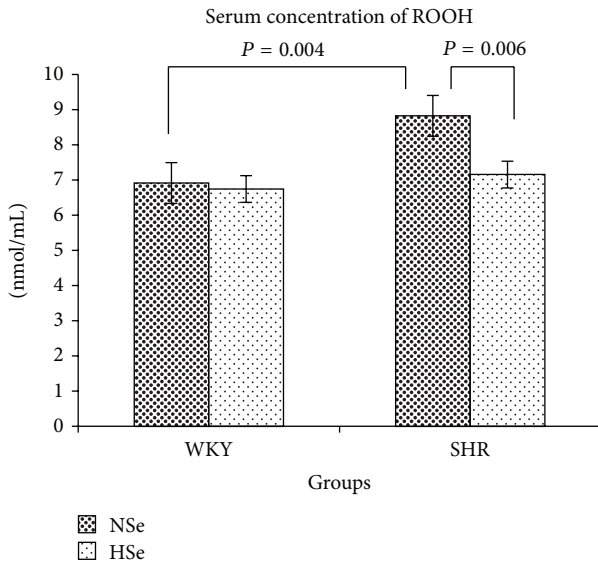 Serum concentration of ROOH
P = 0.004
P = 0.006
10
9
8
7
6
5
4
3
2
1
0
(nmol/mL)
WKY
SHR
Groups
NSe
HSe